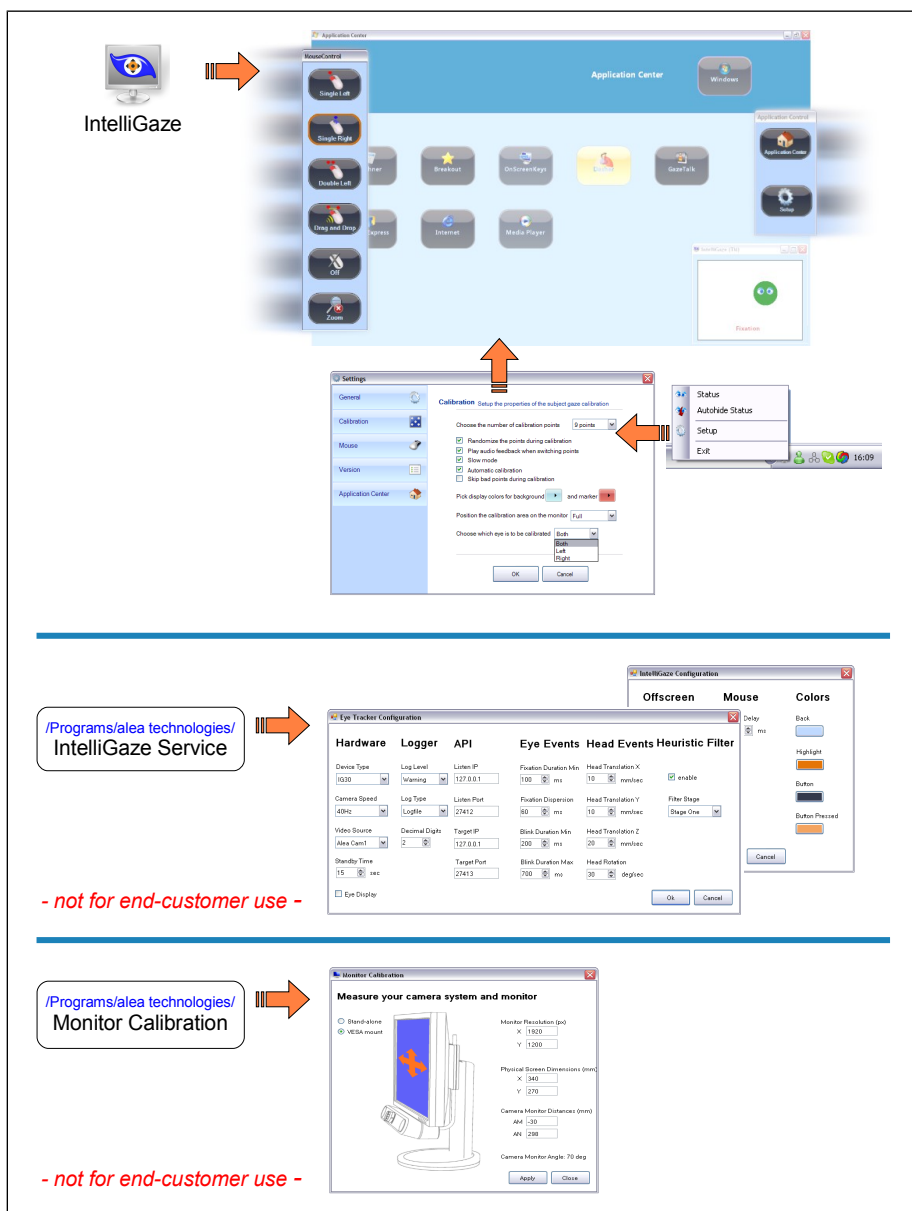 IntelliGaze
Application Center
MouseControl
Single Left
Single Right
Double Left
Drag and Drop
Off
Zoom
Application Center
Windows
Breakout
OnScreenKeys
GazeTalk
Express
Internet
Media Player
Application Control
Application Center
Setup
IntelliGaze
Fixation
Settings
General
Calibration
Mouse
Version
Application Center
Calibration Setup the properties of the subject gaze calibration
Choose the number of calibration points 9 points
Randomize the points during calibration
Play audio feedback when switching points
Slow mode
Automatic calibration
Skip bad points during calibration
Pick display colors for background and marker
Position the calibration area on the monitor Full
Choose which eye is to be calibrated Both
Both
Left
Right
OK Cancel
Status
Autohide Status
Setup
Exit
16:09
/Programs/alea technologies/
IntelliGaze Service
- not for end-customer use -
IntelliGaze Configuration
Offscreen Mouse Colors
Delay
ms
Back
Highlight
Button
Button Pressed
Cancel
Eye Tracker Configuration
Hardware Logger API Eye Events Head Events Heuristic Filter
Device Type Log Level Listen IP Fixation Duration Min Head Translation X
IG30 Warning 127.0.0.1 100 ms 10 mm/sec enable
Camera Speed Log Type Listen Port Fixation Dispersion Head Translation Y Filter Stage
40Hz Logfile 27412 60 ms 10 mm/sec Stage One
Video Source Decimal Digits Target IP Blink Duration Min Head Translation Z
Alea Cam1 2 127.0.0.1 200 ms 20 mm/sec
Standby Time Target Port Blink Duration Max Head Rotation
15 sec 27413 700 ms 30 deg/sec
Eye Display
Ok Cancel
/Programs/alea technologies/
Monitor Calibration
- not for end-customer use -
Monitor Calibration
Measure your camera system and monitor
Stand-alone
VESA mount
Monitor Resolution (px)
X 1920
Y 1200
Physical Screen Dimensions (mm)
X 340
Y 270
Camera Monitor Distances (mm)
AM -30
AN 298
Camera Monitor Angle: 70 deg
Apply Close